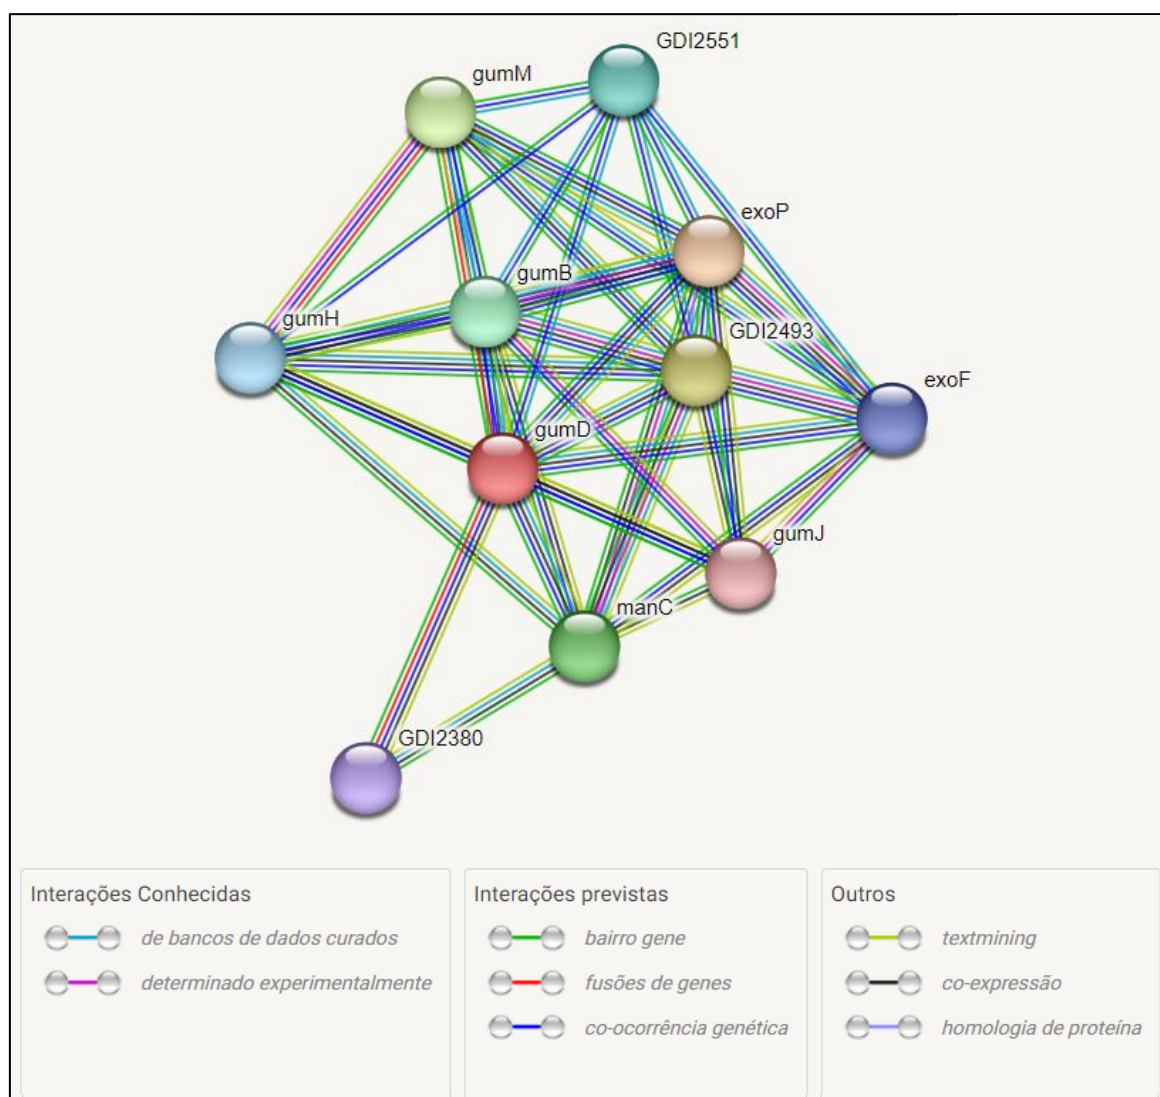 GDI2551
gumM
exoP
gumB
gumH
GDI2493
exoF
gumD
gumJ
manC
GDI2380
Interações Conhecidas
de bancos de dados curados
determinado experimentalmente
Interações previstas
bairro gene
fusões de genes
co-ocorrência genética
Outros
textmining
co-expressão
homologia de proteína